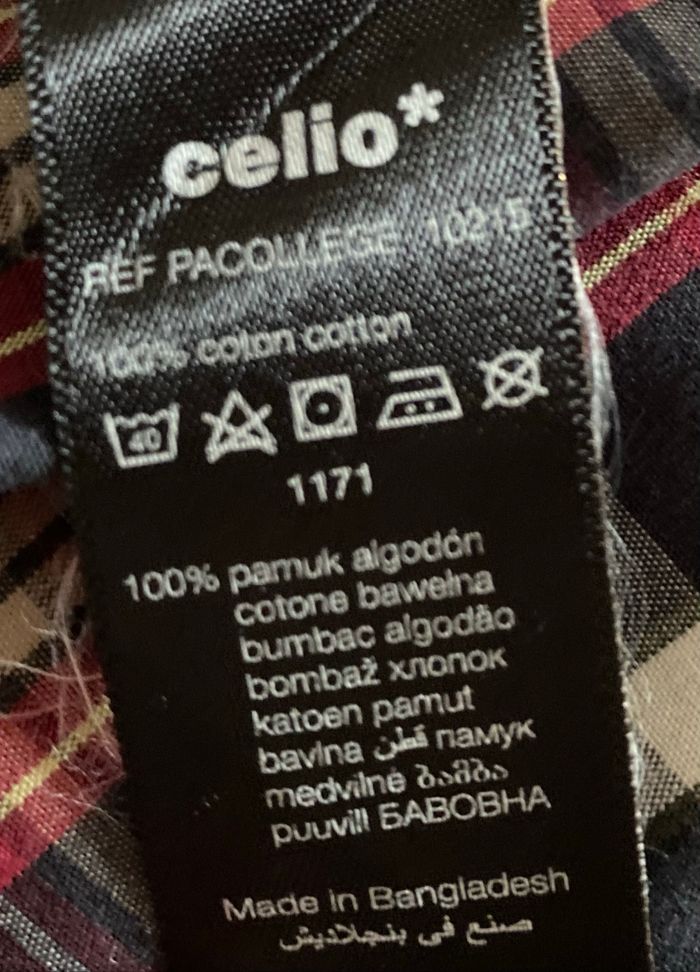 celio*
REF PACOLLEGE 10215
100% coton cotton
40
1171
100% pamuk algodón
cotone bawełna
bumbac algodão
bombaž хлопок
katoen pamut
bavlna قطن памук
medvilnė ბამბა
puuvill БАВОВНА
Made in Bangladesh
صنع في بنجلاديش